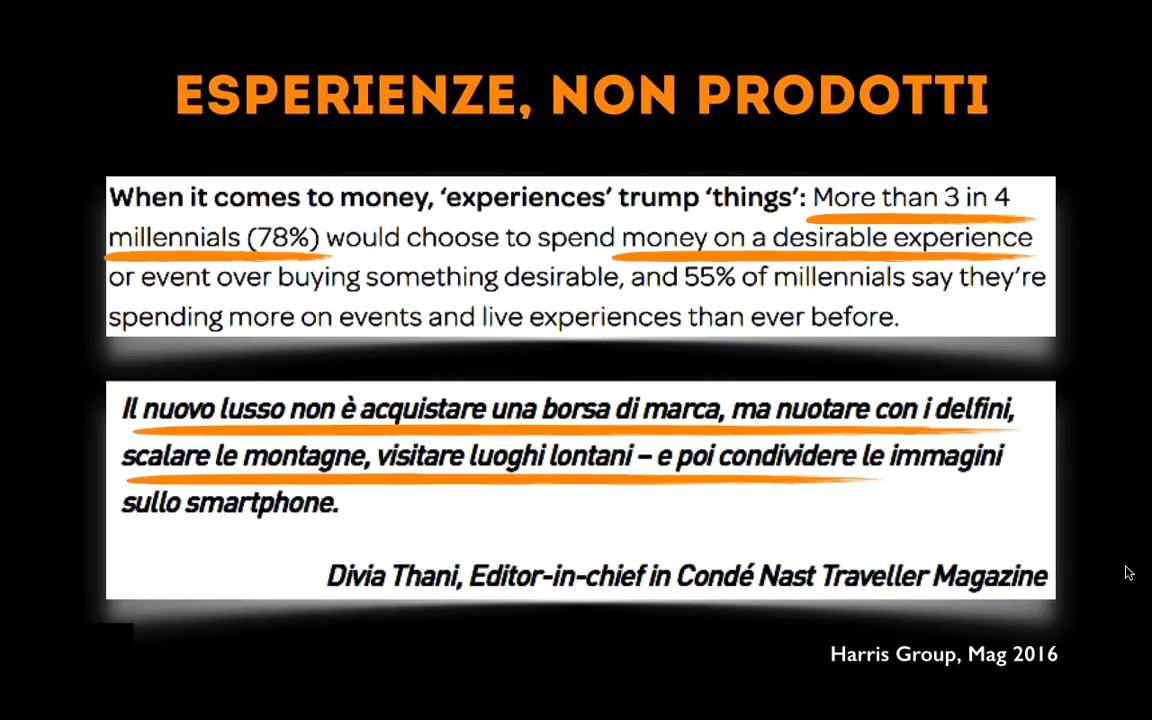 ESPERIENZE, NON PRODOTTI
When it comes to money, ‘experiences’ trump ‘things’: More than 3 in 4
millennials (78%) would choose to spend money on a desirable experience
or event over buying something desirable, and 55% of millennials say they’re
spending more on events and live experiences than ever before.
Il nuovo lusso non è acquistare una borsa di marca, ma nuotare con i delfini,
scalare le montagne, visitare luoghi lontani – e poi condividere le immagini
sullo smartphone.
Divia Thani, Editor-in-chief in Condé Nast Traveller Magazine
Harris Group, Mag 2016